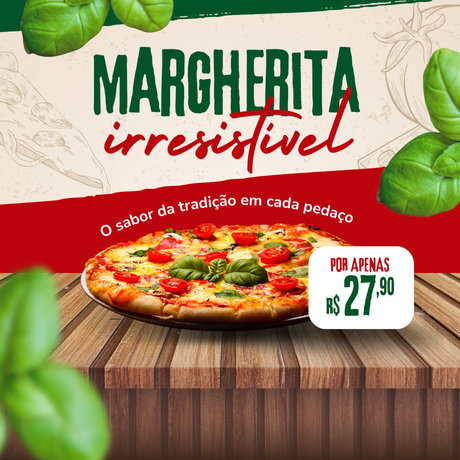 MARGHERITA
irresistível
O sabor da tradição em cada pedaço
POR APENAS
R$ 27,90